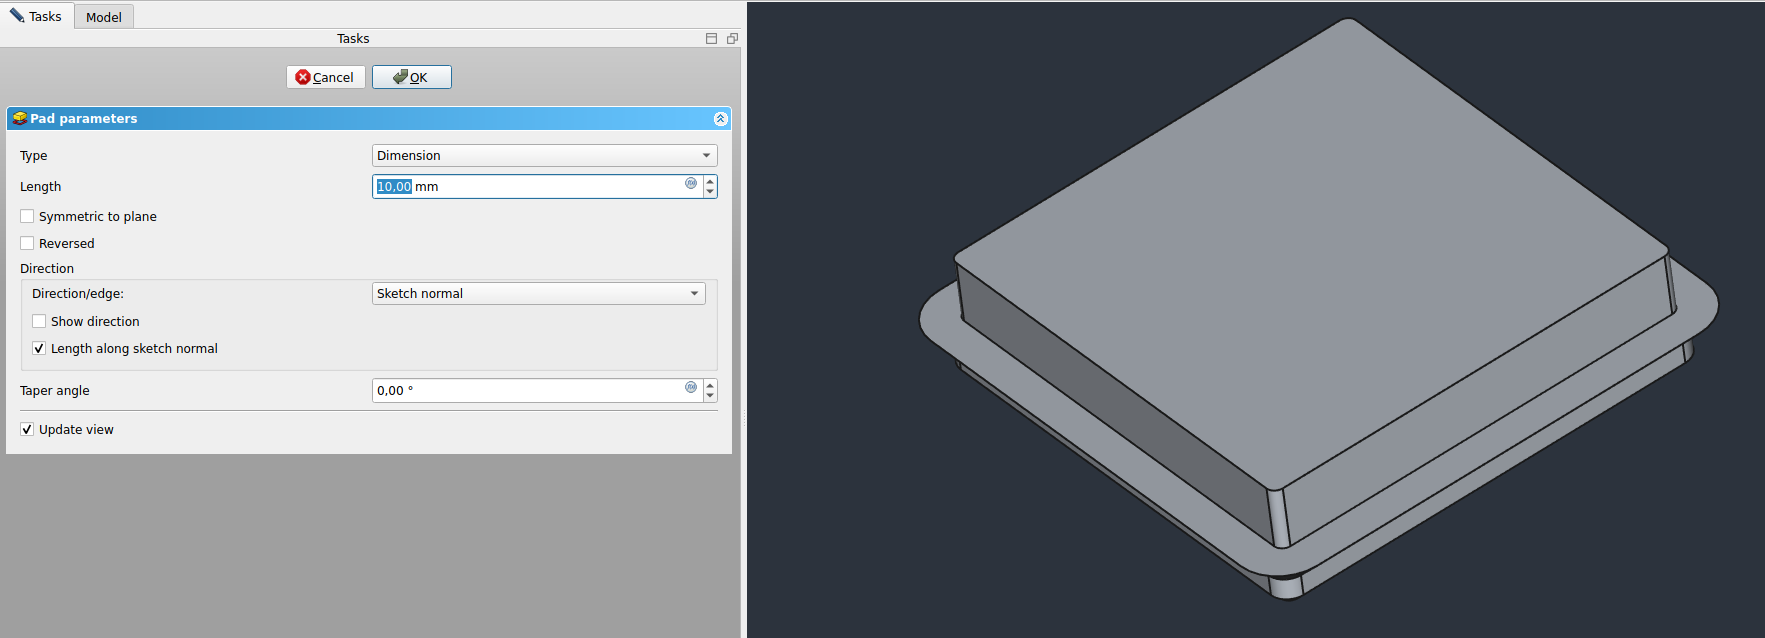 Tasks Model
Tasks
Cancel OK
Pad parameters
Type Dimension
Length 10,00 mm
Symmetric to plane
Reversed
Direction
Direction/edge: Sketch normal
Show direction
Length along sketch normal
Taper angle 0,00 °
Update view